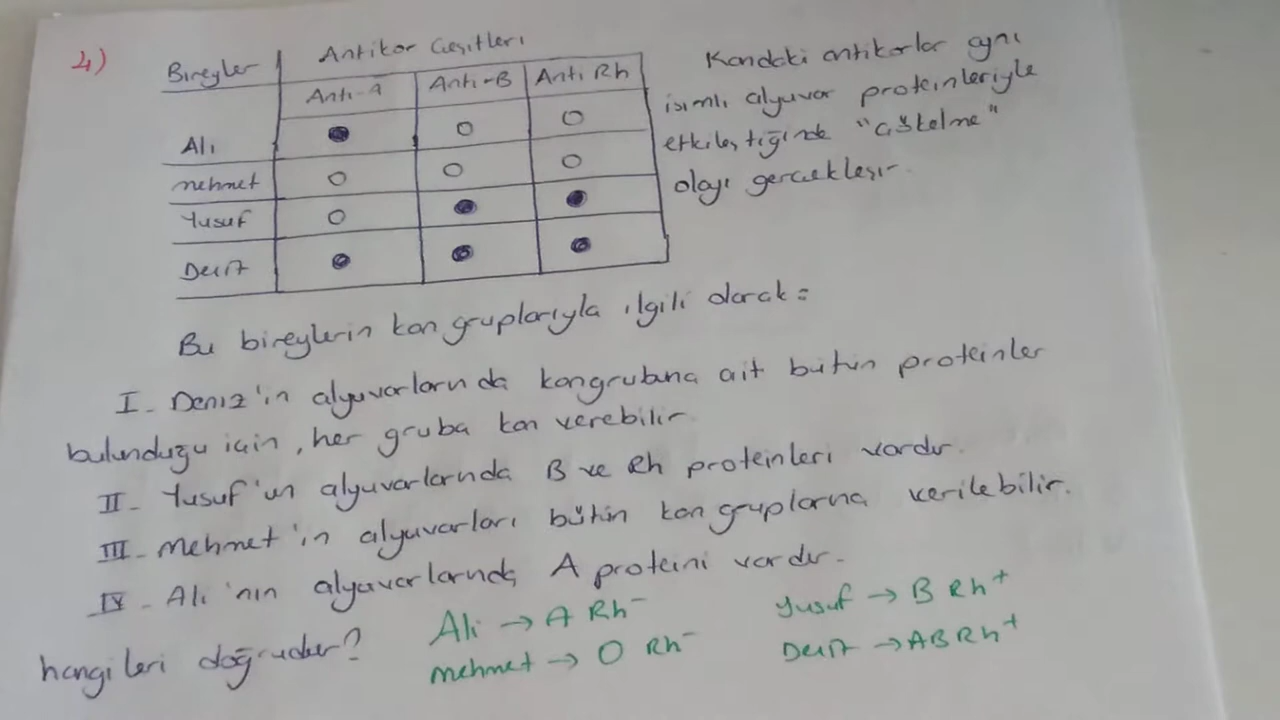 4)
Bireyler Antikor Çeşitleri
Anti-A Anti-B Anti Rh
Ali
mehmet
Yusuf
Deniz
Kandaki antikorlar aynı
isimli alyuvar proteinleriyle
etkileştiğinde "çökelme"
olayı gerçekleşir.
Bu bireylerin kan gruplarıyla ilgili olarak:
I- Deniz'in alyuvarlarında kan grubuna ait bütün proteinler
bulunduğu için, her gruba kan verebilir
II- Yusuf'un alyuvarlarında B ve Rh proteinleri vardır.
III- Mehmet'in alyuvarları bütün kan gruplarına verilebilir.
IV- Ali'nin alyuvarlarında A proteini vardır.
hangileri doğrudur?
Ali → A Rh⁻
mehmet → O Rh⁻
Yusuf → B Rh⁺
Deniz → AB Rh⁺